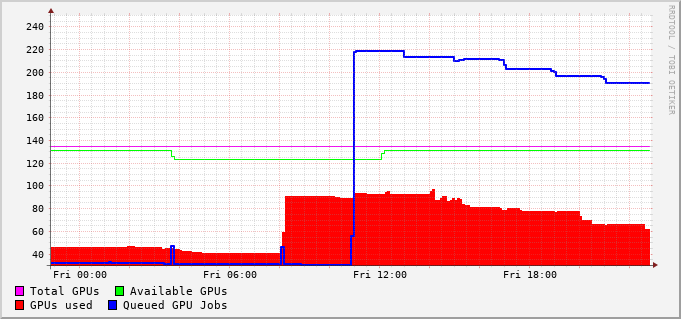 240
220
200
180
160
140
120
100
80
60
40
Fri 00:00 Fri 06:00 Fri 12:00 Fri 18:00
Total GPUs Available GPUs
GPUs used Queued GPU Jobs
RRDTOOL / TOBI OETIKER